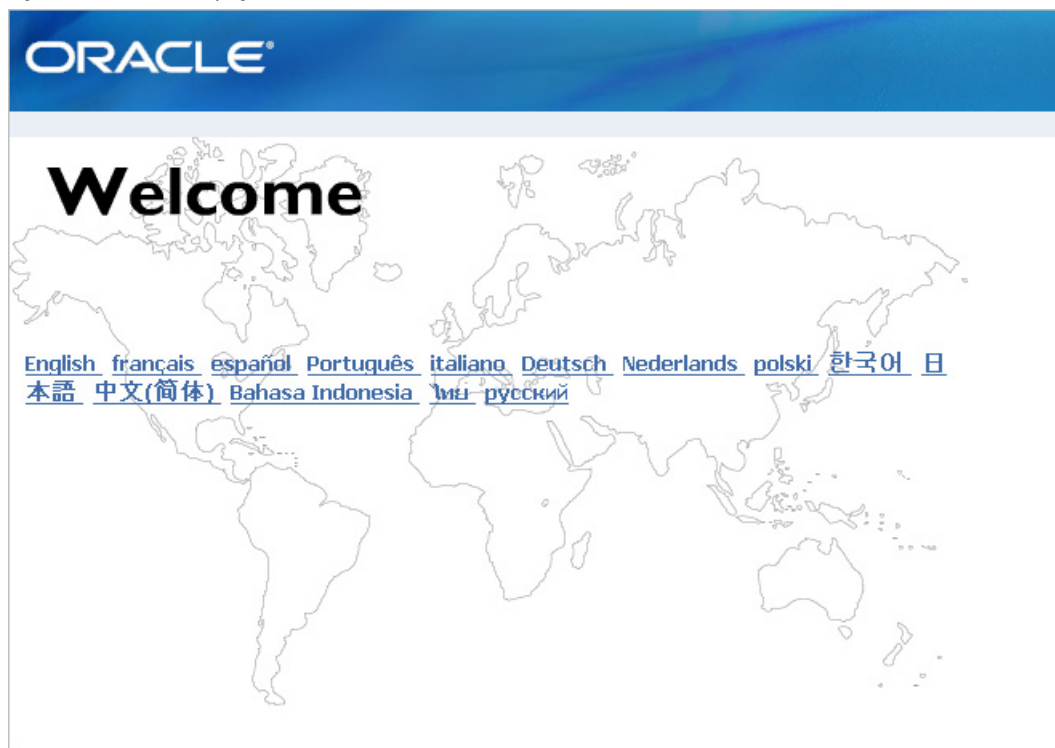 ORACLE®
Welcome
English français español Português italiano Deutsch Nederlands polski 한국어 日
本語 中文(简体) Bahasa Indonesia ไทย русский